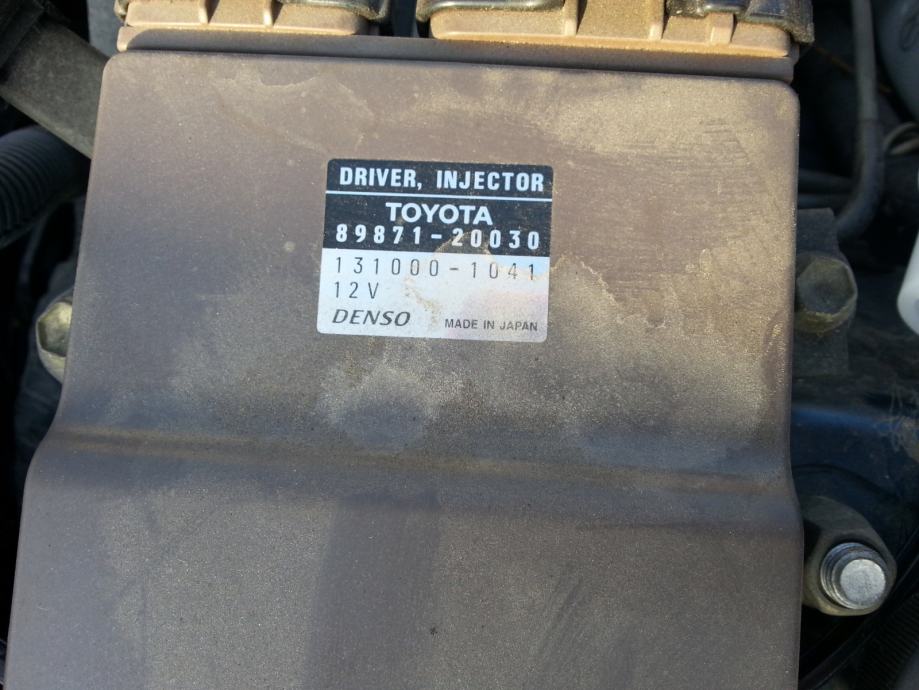 DRIVER, INJECTOR
TOYOTA
89871-20030
131000-1041
12V
DENSO MADE IN JAPAN